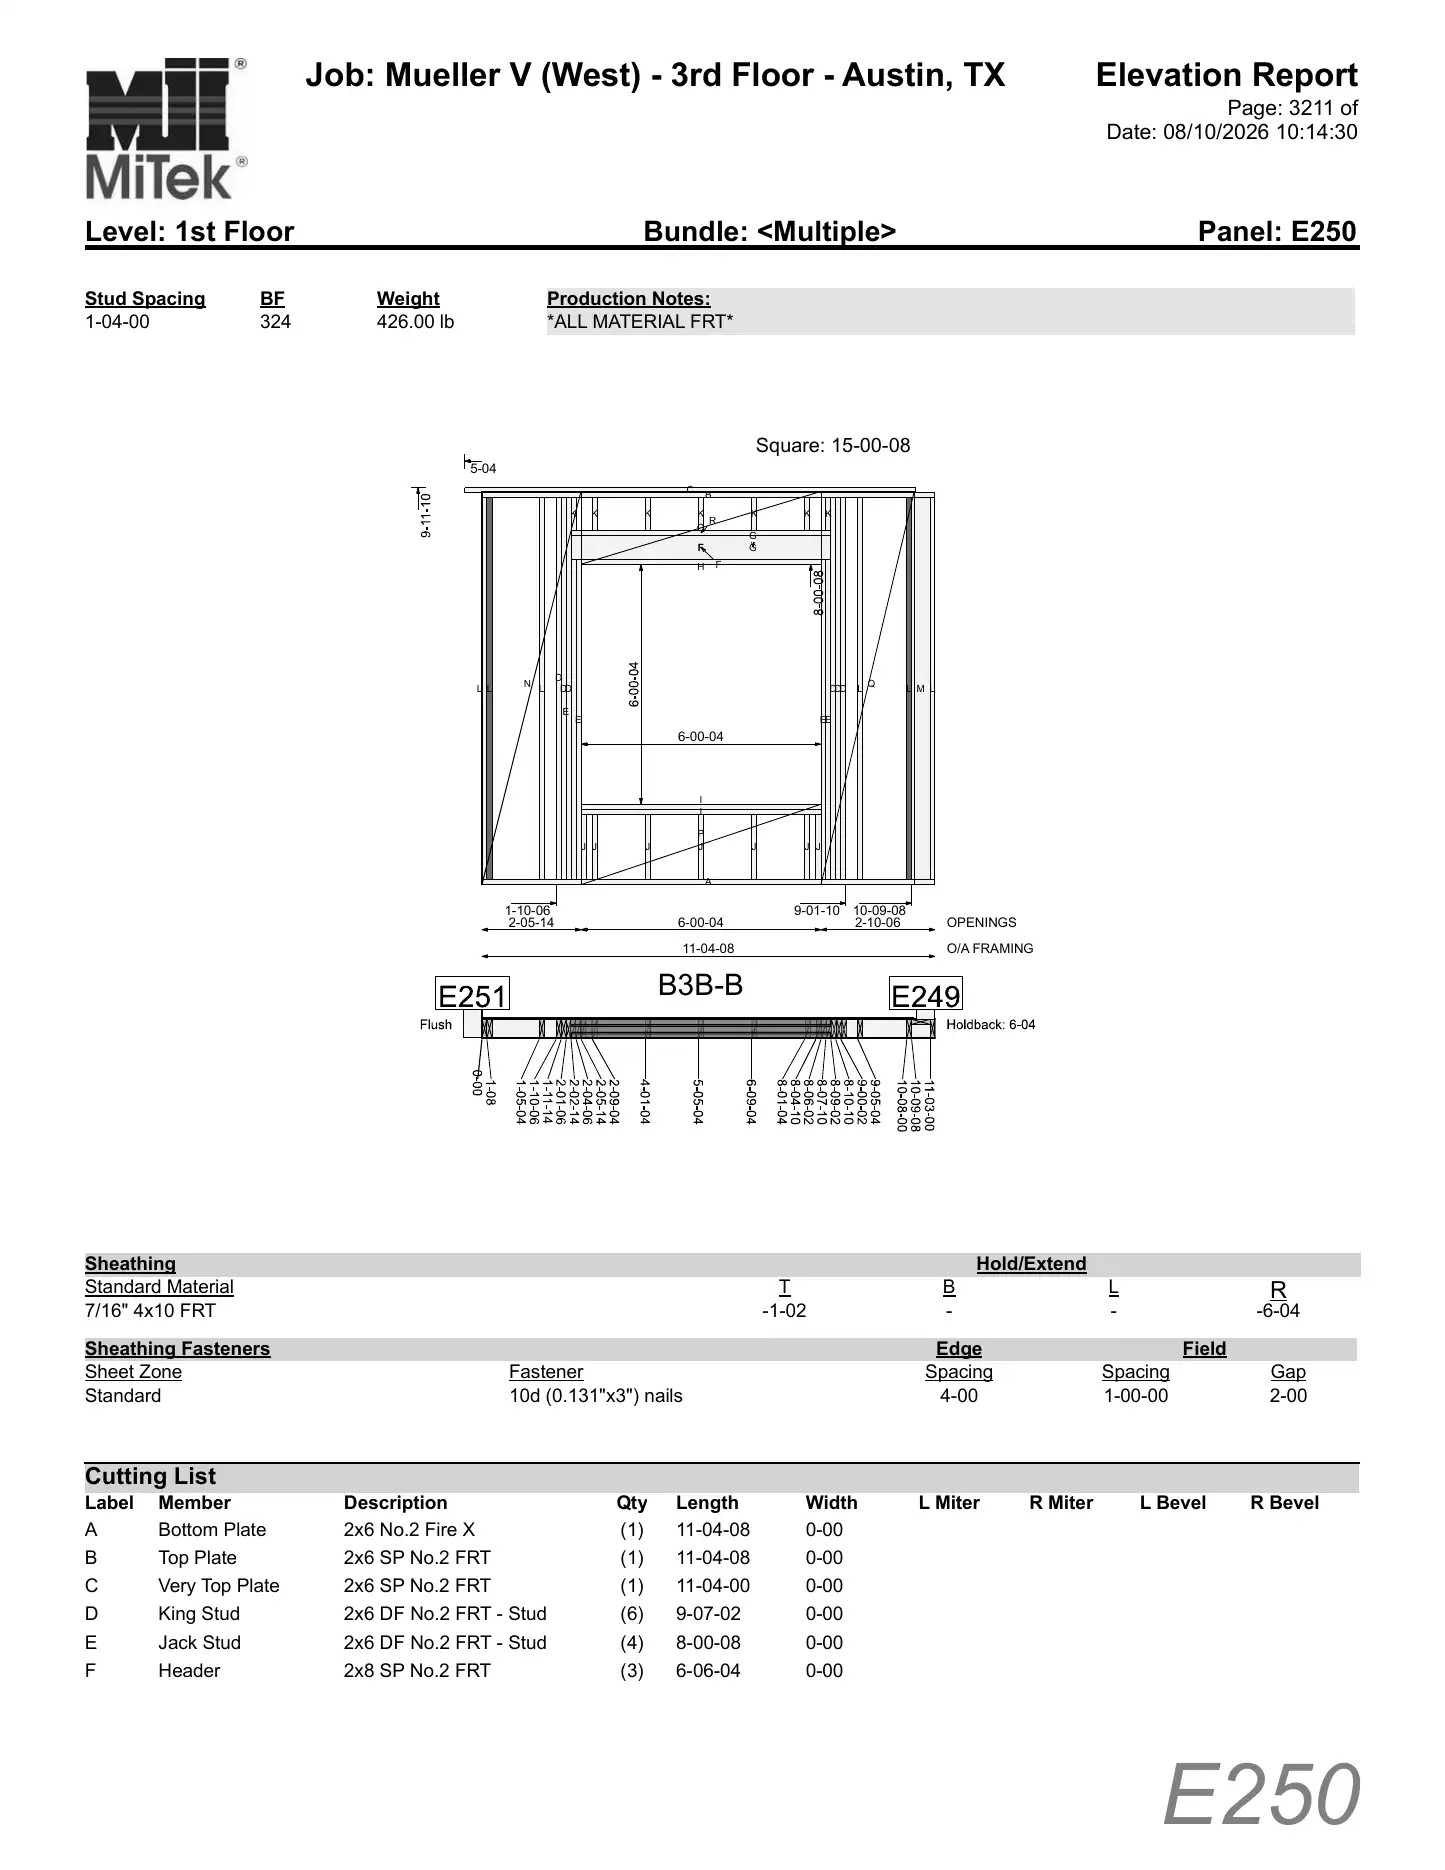 Job: Mueller V (West) - 3rd Floor - Austin, TX
Elevation Report
Page: 3211 of
Date: 08/10/2026 10:14:30
MiTek
Level: 1st Floor Bundle: <Multiple> Panel: E250
Stud Spacing BF Weight Production Notes:
1-04-00 324 426.00 lb *ALL MATERIAL FRT*
Square: 15-00-08
5-04
9-11-10
C
B
K K K K K K
R
G
G
F G
H F
8-00-08
6-00-04
L L N L D L M L
Q
E
E EE
6-00-04
I
I
P
J J J J J J J
A
1-10-06 9-01-10 10-09-08
2-05-14 6-00-04 2-10-06 OPENINGS
11-04-08 O/A FRAMING
E251 B3B-B E249
Flush Holdback: 6-04
0-00 1-08 1-05-04 1-10-06 1-11-14 2-01-06 2-02-14 2-04-06 2-05-14 2-09-04 4-01-04 5-05-04 6-09-04 8-01-04 8-04-10 8-06-02 8-07-10 8-09-02 8-10-10 9-00-02 9-05-04 10-08-00 10-09-08 11-03-00
Sheathing Hold/Extend
Standard Material T B L R
7/16" 4x10 FRT -1-02 - - -6-04
Sheathing Fasteners Edge Field
Sheet Zone Fastener Spacing Spacing Gap
Standard 10d (0.131"x3") nails 4-00 1-00-00 2-00
Cutting List
Label Member Description Qty Length Width L Miter R Miter L Bevel R Bevel
A Bottom Plate 2x6 No.2 Fire X (1) 11-04-08 0-00
B Top Plate 2x6 SP No.2 FRT (1) 11-04-08 0-00
C Very Top Plate 2x6 SP No.2 FRT (1) 11-04-00 0-00
D King Stud 2x6 DF No.2 FRT - Stud (6) 9-07-02 0-00
E Jack Stud 2x6 DF No.2 FRT - Stud (4) 8-00-08 0-00
F Header 2x8 SP No.2 FRT (3) 6-06-04 0-00
E250